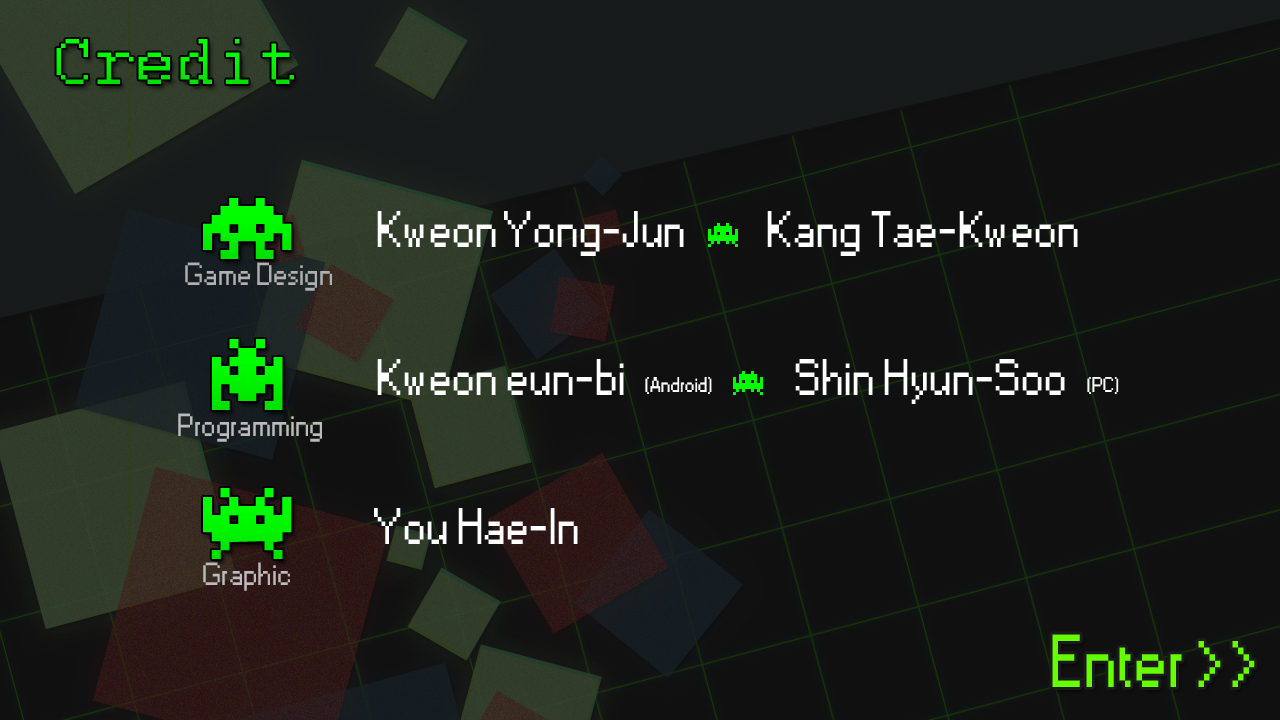 Credit
Kweon Yong-Jun Kang Tae-Kweon
Game Design
Kweon eun-bi (Android) Shin Hyun-Soo (PC)
Programming
You Hae-In
Graphic
Enter >>